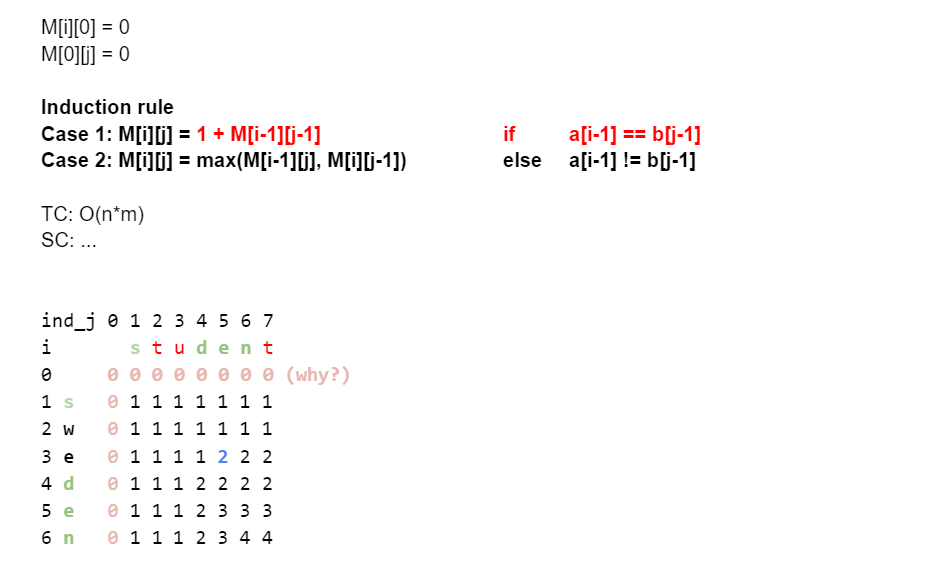 M[i][0] = 0
M[0][j] = 0
Induction rule
Case 1: M[i][j] = 1 + M[i-1][j-1] if a[i-1] == b[j-1]
Case 2: M[i][j] = max(M[i-1][j], M[i][j-1]) else a[i-1] != b[j-1]
TC: O(n*m)
SC: ...
ind_j 0 1 2 3 4 5 6 7
i s t u d e n t
0 0 0 0 0 0 0 0 0 (why?)
1 s 0 1 1 1 1 1 1 1
2 w 0 1 1 1 1 1 1 1
3 e 0 1 1 1 1 2 2 2
4 d 0 1 1 1 2 2 2 2
5 e 0 1 1 1 2 3 3 3
6 n 0 1 1 1 2 3 4 4